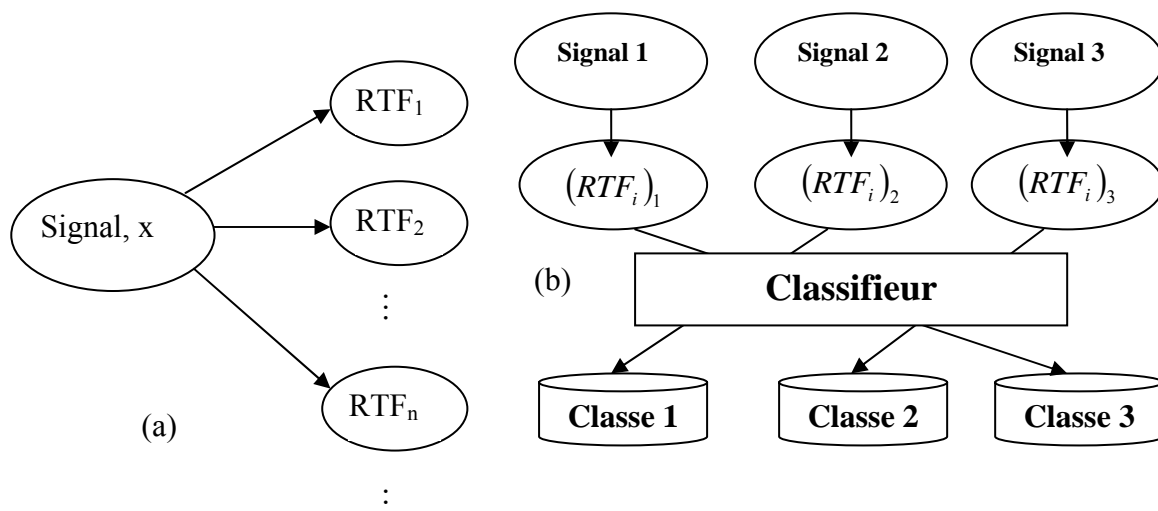 RTF₁
Signal, x
RTF₂
⋮
RTFₙ
(a)
⋮
Signal 1 Signal 2 Signal 3
(RTFᵢ)₁ (RTFᵢ)₂ (RTFᵢ)₃
(b)
Classifieur
Classe 1 Classe 2 Classe 3